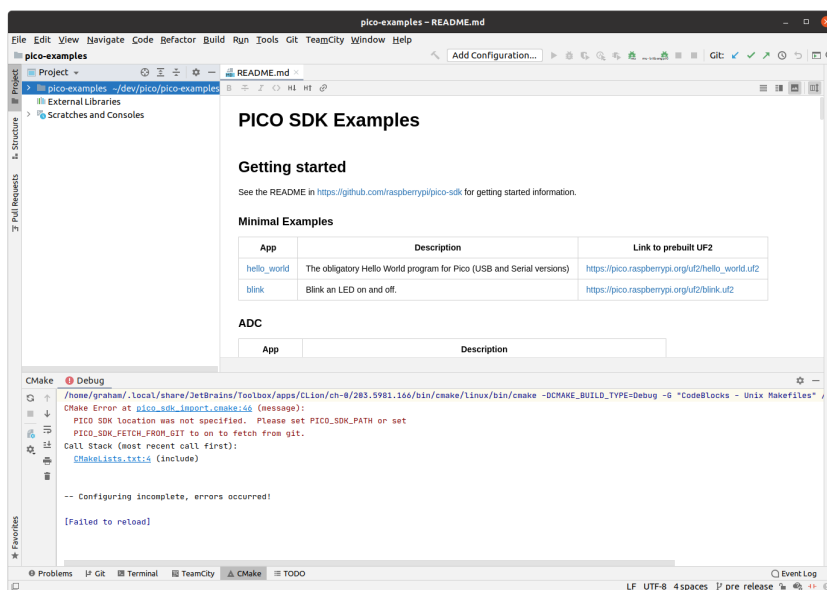 pico-examples – README.md
File Edit View Navigate Code Refactor Build Run Tools Git TeamCity Window Help
pico-examples
Add Configuration...
Git:
Project
README.md
pico-examples ~/dev/pico/pico-examples
External Libraries
Scratches and Consoles
Project
Structure
Pull Requests
Favorites
B I H↓ H↑
PICO SDK Examples
Getting started
See the README in https://github.com/raspberrypi/pico-sdk for getting started information.
Minimal Examples
App Description Link to prebuilt UF2
hello_world The obligatory Hello World program for Pico (USB and Serial versions) https://pico.raspberrypi.org/uf2/hello_world.uf2
blink Blink an LED on and off. https://pico.raspberrypi.org/uf2/blink.uf2
ADC
App Description
CMake Debug
/home/graham/.local/share/JetBrains/Toolbox/apps/CLion/ch-0/203.5981.166/bin/cmake/linux/bin/cmake -DCMAKE_BUILD_TYPE=Debug -G "CodeBlocks - Unix Makefiles" /
CMake Error at pico_sdk_import.cmake:46 (message):
PICO SDK location was not specified. Please set PICO_SDK_PATH or set
PICO_SDK_FETCH_FROM_GIT to on to fetch from git.
Call Stack (most recent call first):
CMakeLists.txt:4 (include)
-- Configuring incomplete, errors occurred!
[Failed to reload]
Problems Git Terminal TeamCity CMake TODO Event Log
LF UTF-8 4 spaces pre_release